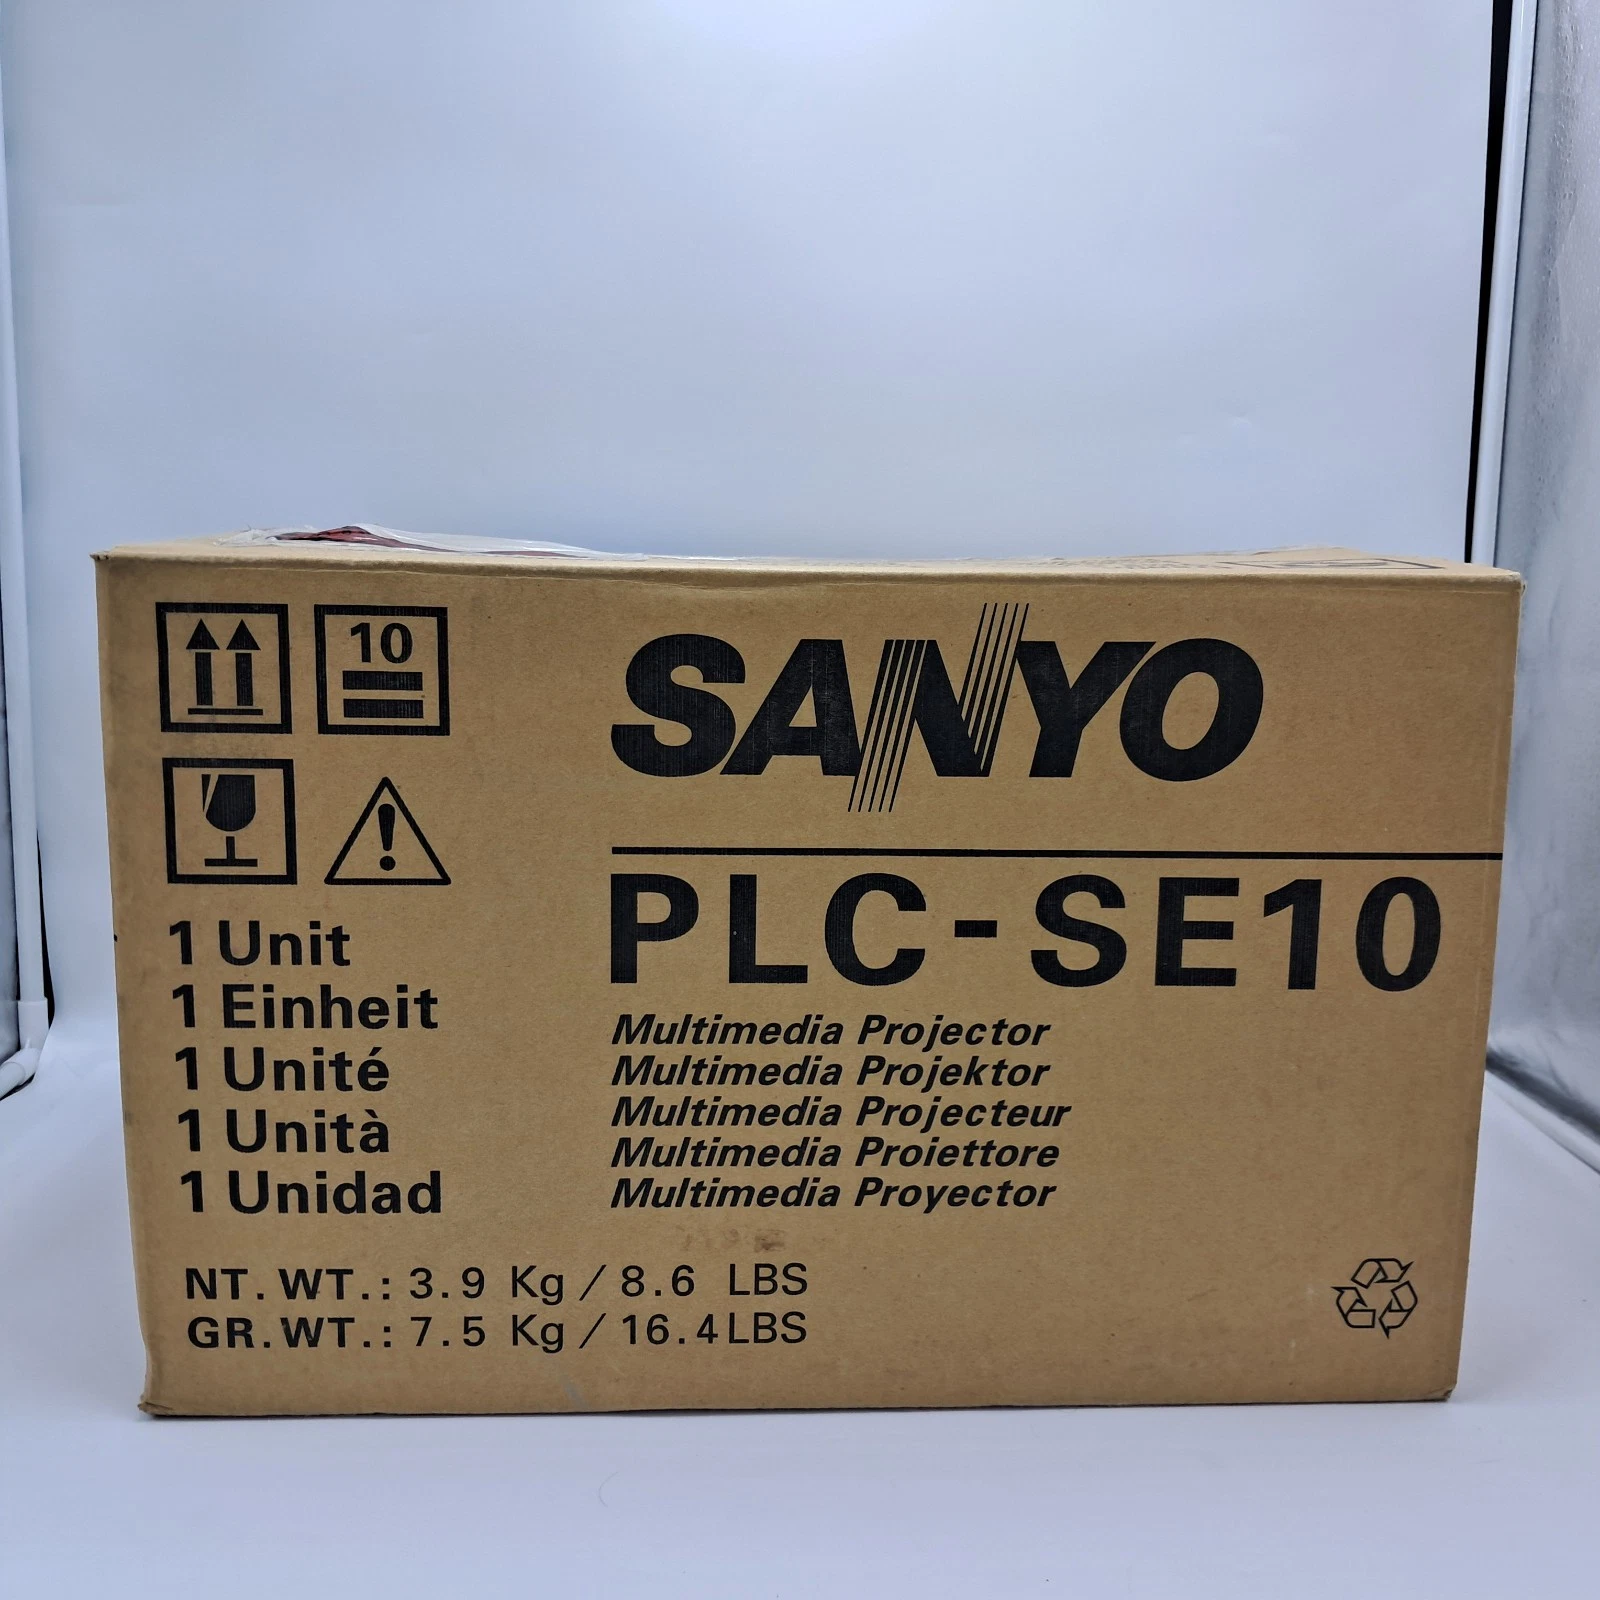 10
SANYO
PLC-SE10
1 Unit
1 Einheit
1 Unité
1 Unità
1 Unidad
Multimedia Projector
Multimedia Projektor
Multimedia Projecteur
Multimedia Proiettore
Multimedia Proyector
NT. WT.: 3.9 Kg / 8.6 LBS
GR. WT.: 7.5 Kg / 16.4 LBS